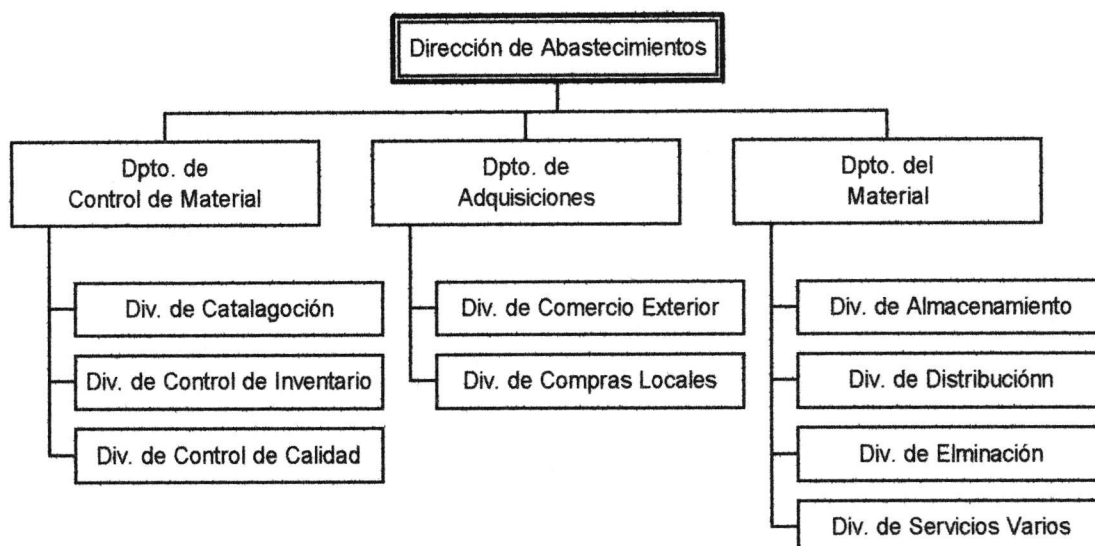 Dirección de Abastecimientos
Dpto. de
Control de Material
Dpto. de
Adquisiciones
Dpto. del
Material
Div. de Catalagoción
Div. de Control de Inventario
Div. de Control de Calidad
Div. de Comercio Exterior
Div. de Compras Locales
Div. de Almacenamiento
Div. de Distribuciónn
Div. de Elminación
Div. de Servicios Varios